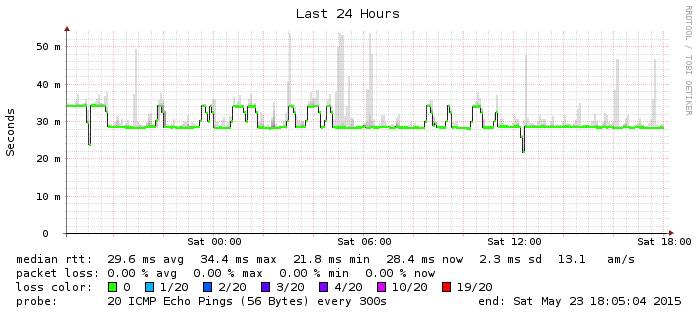 Last 24 Hours
RRDTOOL / TOBI OETIKER
Seconds
50 m
40 m
30 m
20 m
10 m
0
Sat 00:00 Sat 06:00 Sat 12:00 Sat 18:00
median rtt: 29.6 ms avg 34.4 ms max 21.8 ms min 28.4 ms now 2.3 ms sd 13.1 am/s
packet loss: 0.00 % avg 0.00 % max 0.00 % min 0.00 % now
loss color: 0 1/20 2/20 3/20 4/20 10/20 19/20
probe: 20 ICMP Echo Pings (56 Bytes) every 300s end: Sat May 23 18:05:04 2015